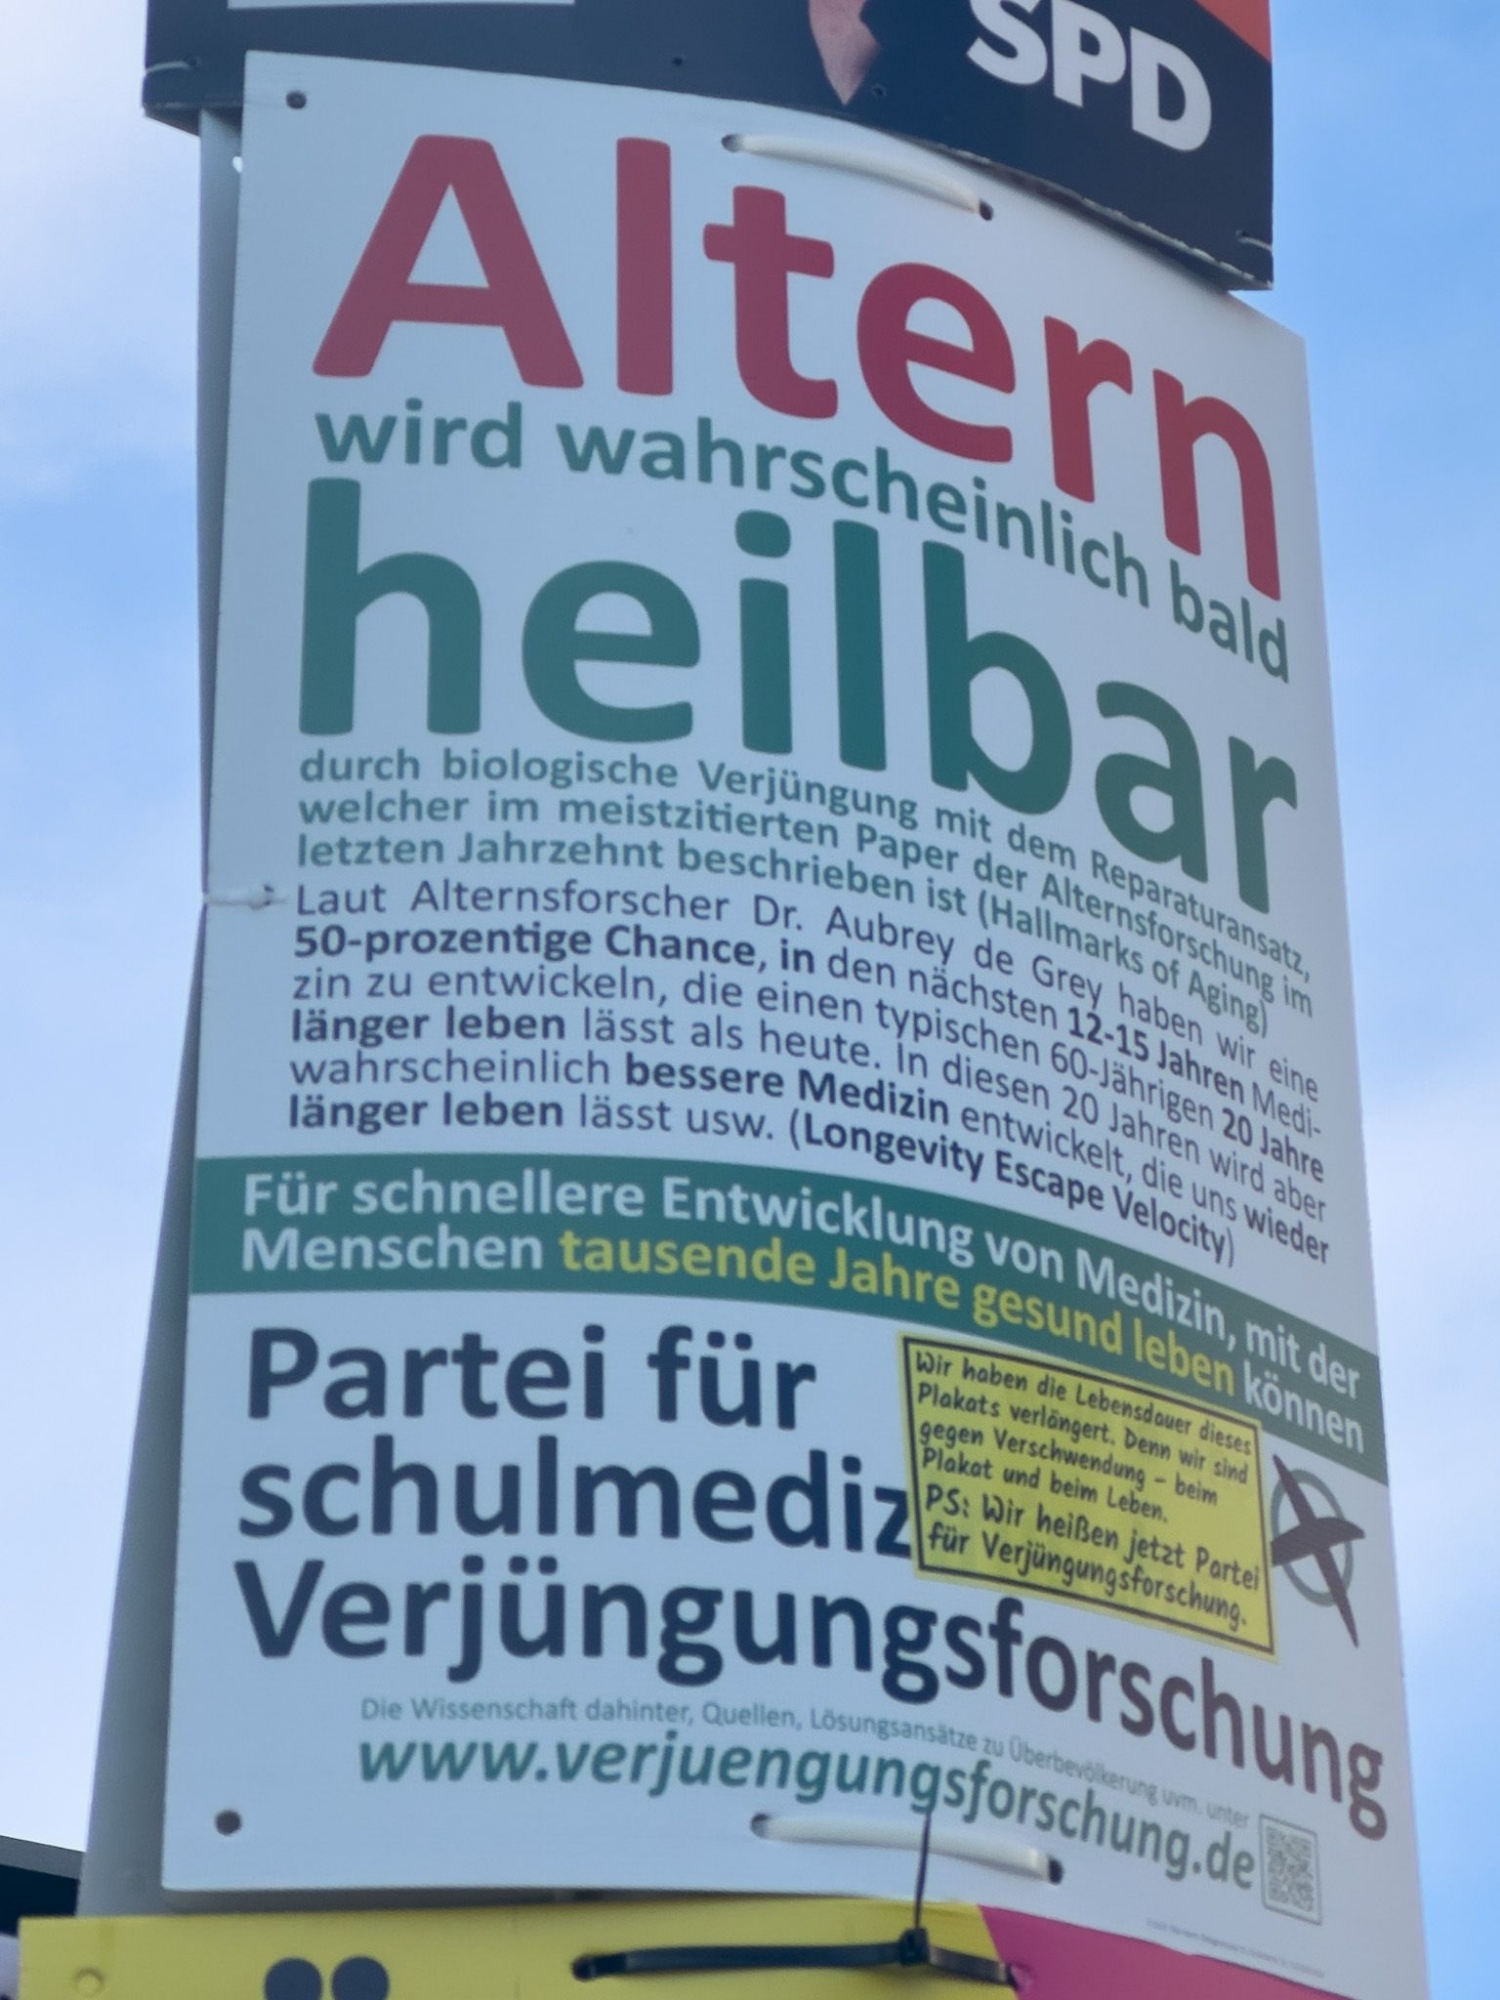 SPD
Altern
wird wahrscheinlich bald
heilbar
durch biologische Verjüngung mit dem Reparaturansatz,
welcher im meistzitierten Paper der Alternsforschung im
letzten Jahrzehnt beschrieben ist (Hallmarks of Aging)
Laut Alternsforscher Dr. Aubrey de Grey haben wir eine
50-prozentige Chance, in den nächsten 12-15 Jahren Medi-
zin zu entwickeln, die einen typischen 60-Jährigen 20 Jahre
länger leben lässt als heute. In diesen 20 Jahren wird aber
wahrscheinlich bessere Medizin entwickelt, die uns wieder
länger leben lässt usw. (Longevity Escape Velocity)
Für schnellere Entwicklung von Medizin, mit der
Menschen tausende Jahre gesund leben können
Partei für
schulmediz
Verjüngungsforschung
Wir haben die Lebensdauer dieses
Plakats verlängert. Denn wir sind
gegen Verschwendung – beim
Plakat und beim Leben.
PS: Wir heißen jetzt Partei
für Verjüngungsforschung.
Die Wissenschaft dahinter, Quellen, Lösungsansätze zu Überbevölkerung uvm. unter
www.verjuengungsforschung.de